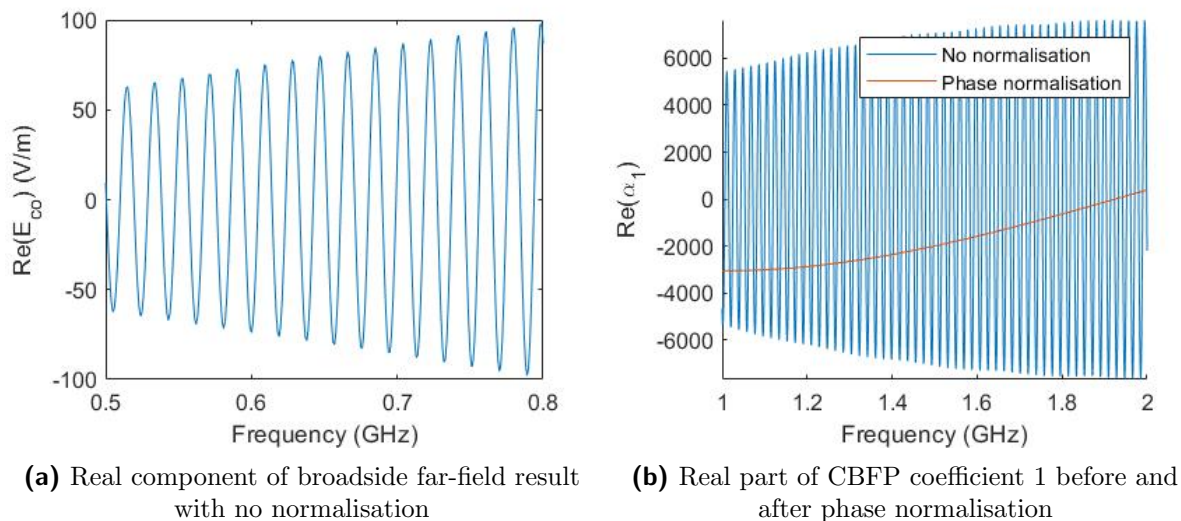 100
50
0
-50
-100
Re(E_co) (V/m)
0.5 0.6 0.7 0.8
Frequency (GHz)
(a) Real component of broadside far-field result
with no normalisation
6000
4000
2000
0
-2000
-4000
-6000
Re(α_1)
No normalisation
Phase normalisation
1 1.2 1.4 1.6 1.8 2
Frequency (GHz)
(b) Real part of CBFP coefficient 1 before and
after phase normalisation